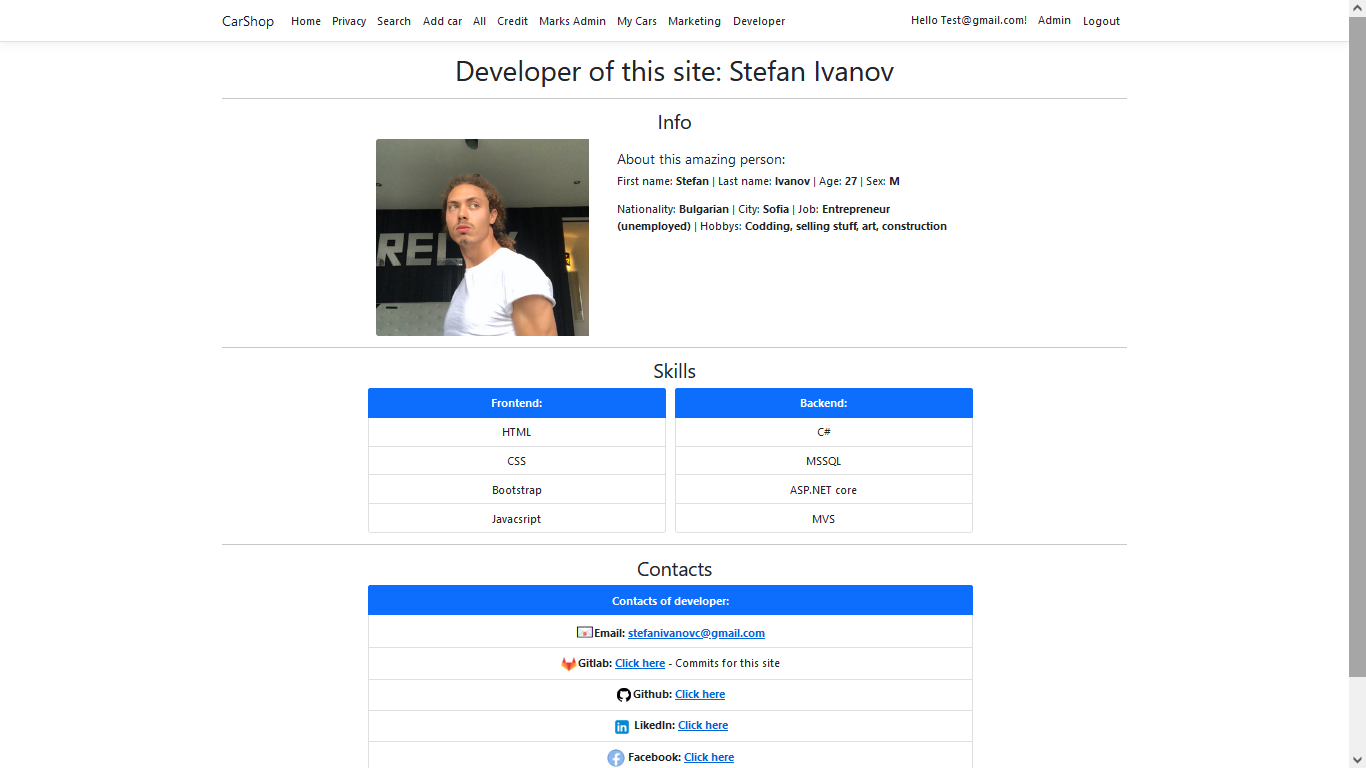 CarShop Home Privacy Search Add car All Credit Marks Admin My Cars Marketing Developer Hello Test@gmail.com! Admin Logout
Developer of this site: Stefan Ivanov
Info
RELAX
About this amazing person:
First name: Stefan | Last name: Ivanov | Age: 27 | Sex: M
Nationality: Bulgarian | City: Sofia | Job: Entrepreneur
(unemployed) | Hobbys: Codding, selling stuff, art, construction
Skills
Frontend:
HTML
CSS
Bootstrap
Javacsript
Backend:
C#
MSSQL
ASP.NET core
MVS
Contacts
Contacts of developer:
Email: stefanivanovc@gmail.com
Gitlab: Click here - Commits for this site
Github: Click here
LikedIn: Click here
Facebook: Click here